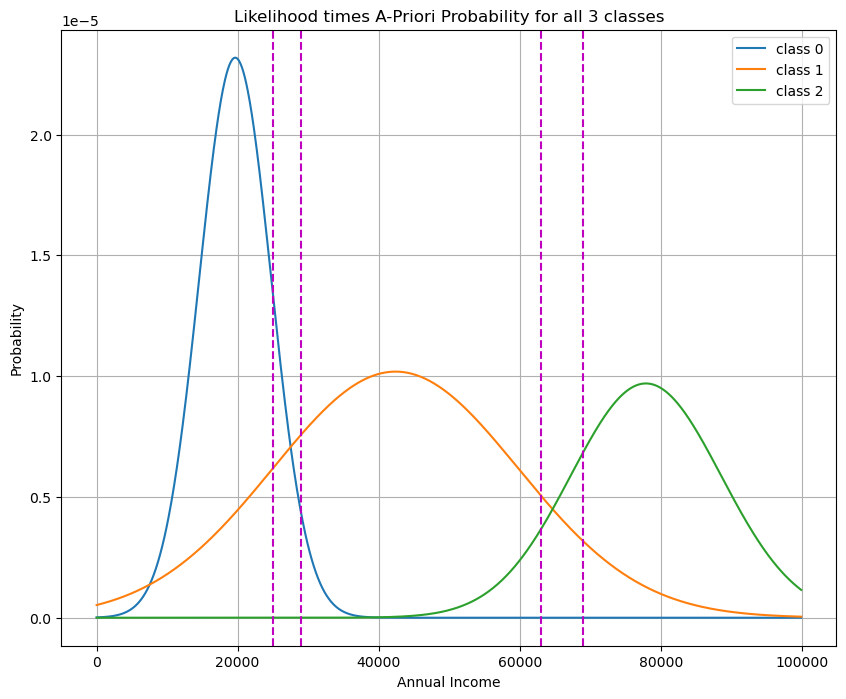 Likelihood times A-Priori Probability for all 3 classes
1e−5
class 0
class 1
class 2
2.0
1.5
1.0
0.5
0.0
Probability
0 20000 40000 60000 80000 100000
Annual Income